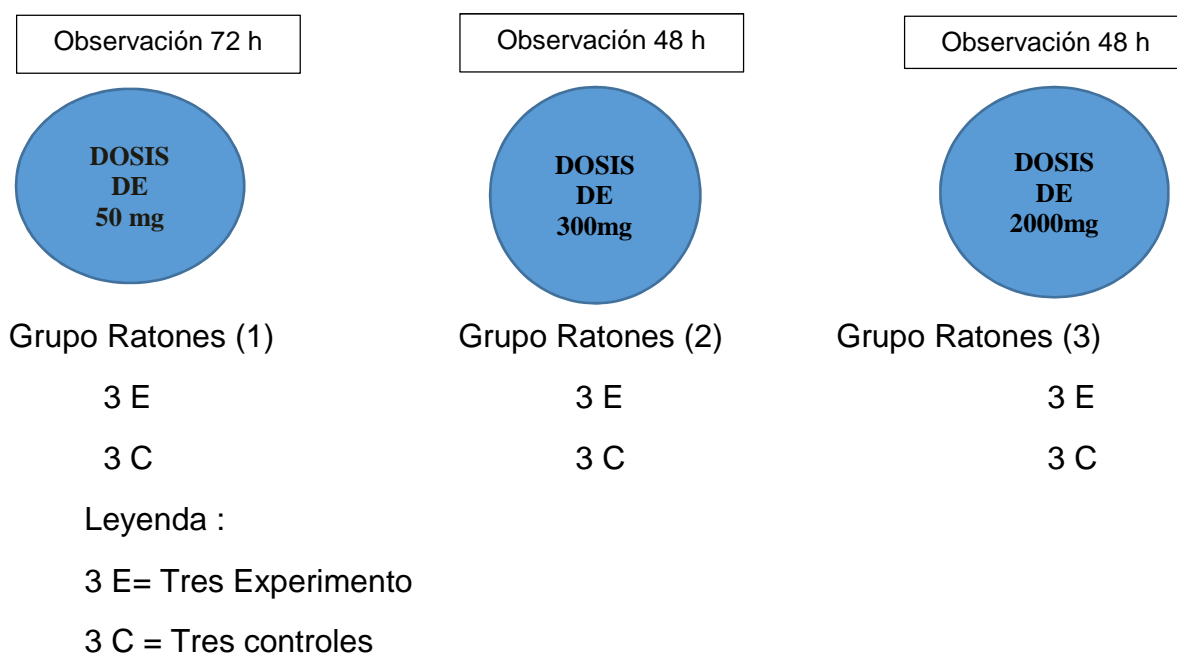 Observación 72 h
Observación 48 h
Observación 48 h
DOSIS
DE
50 mg
DOSIS
DE
300mg
DOSIS
DE
2000mg
Grupo Ratones (1)
Grupo Ratones (2)
Grupo Ratones (3)
3 E
3 E
3 E
3 C
3 C
3 C
Leyenda :
3 E= Tres Experimento
3 C = Tres controles